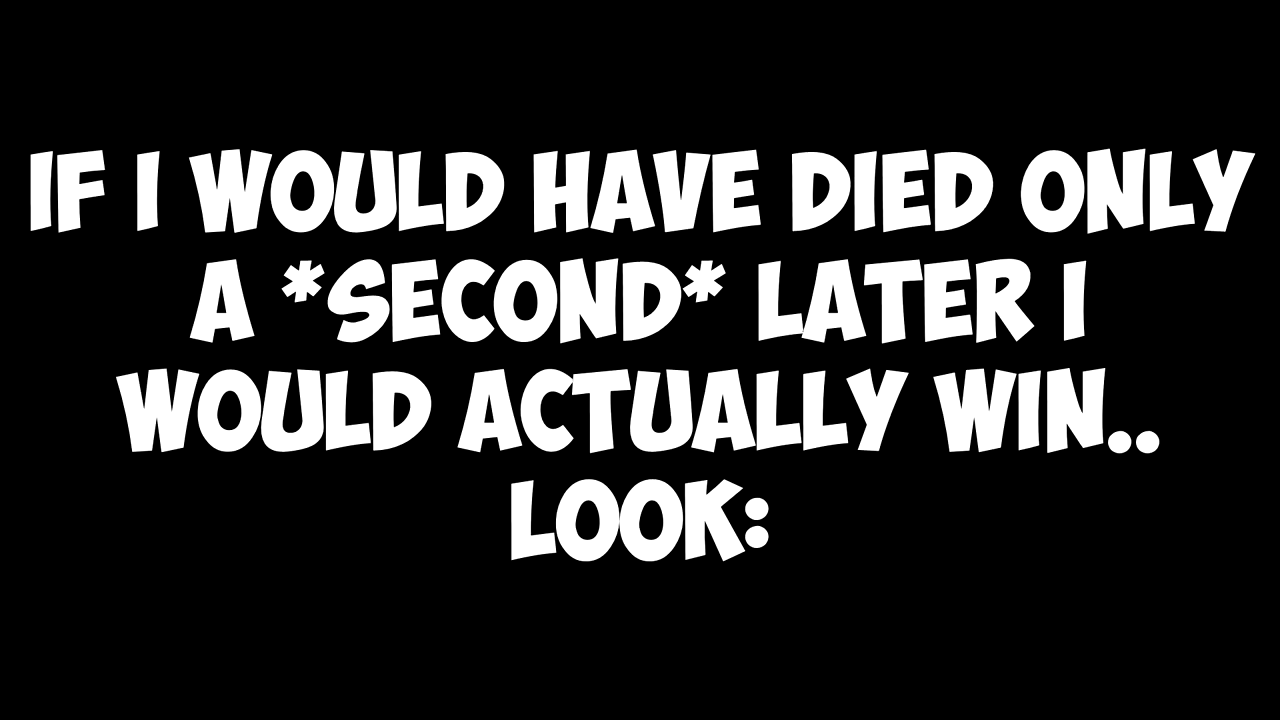 IF I WOULD HAVE DIED ONLY
A *SECOND* LATER I
WOULD ACTUALLY WIN..
LOOK: